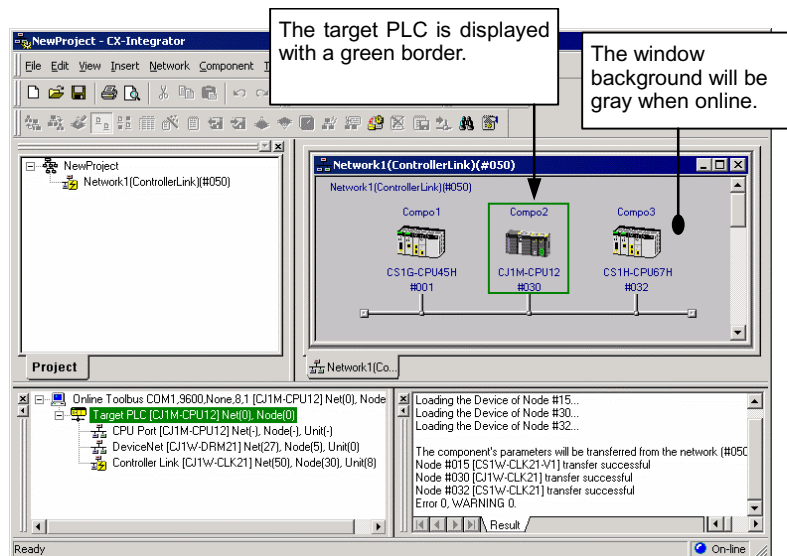 The target PLC is displayed
with a green border.
The window
background will be
gray when online.
NewProject - CX-Integrator
File Edit View Insert Network Component
NewProject
Network1(ControllerLink)(#050)
Project
Network1(ControllerLink)(#050)
Network1(ControllerLink)(#050)
Compo1
CS1G-CPU45H
#001
Compo2
CJ1M-CPU12
#030
Compo3
CS1H-CPU67H
#032
Network1(Co...
Online Toolbus COM1,9600,None,8,1 [CJ1M-CPU12] Net(0), Node
Target PLC [CJ1M-CPU12] Net(0), Node(0)
CPU Port [CJ1M-CPU12] Net(-), Node(-), Unit(-)
DeviceNet [CJ1W-DRM21] Net(27), Node(5), Unit(0)
Controller Link [CJ1W-CLK21] Net(50), Node(30), Unit(8)
Loading the Device of Node #15...
Loading the Device of Node #30...
Loading the Device of Node #32...
The component's parameters will be transferred from the network (#050
Node #015 [CS1W-CLK21-V1] transfer successful
Node #030 [CJ1W-CLK21] transfer successful
Node #032 [CS1W-CLK21] transfer successful
Error 0, WARNING 0.
Result
Ready
On-line